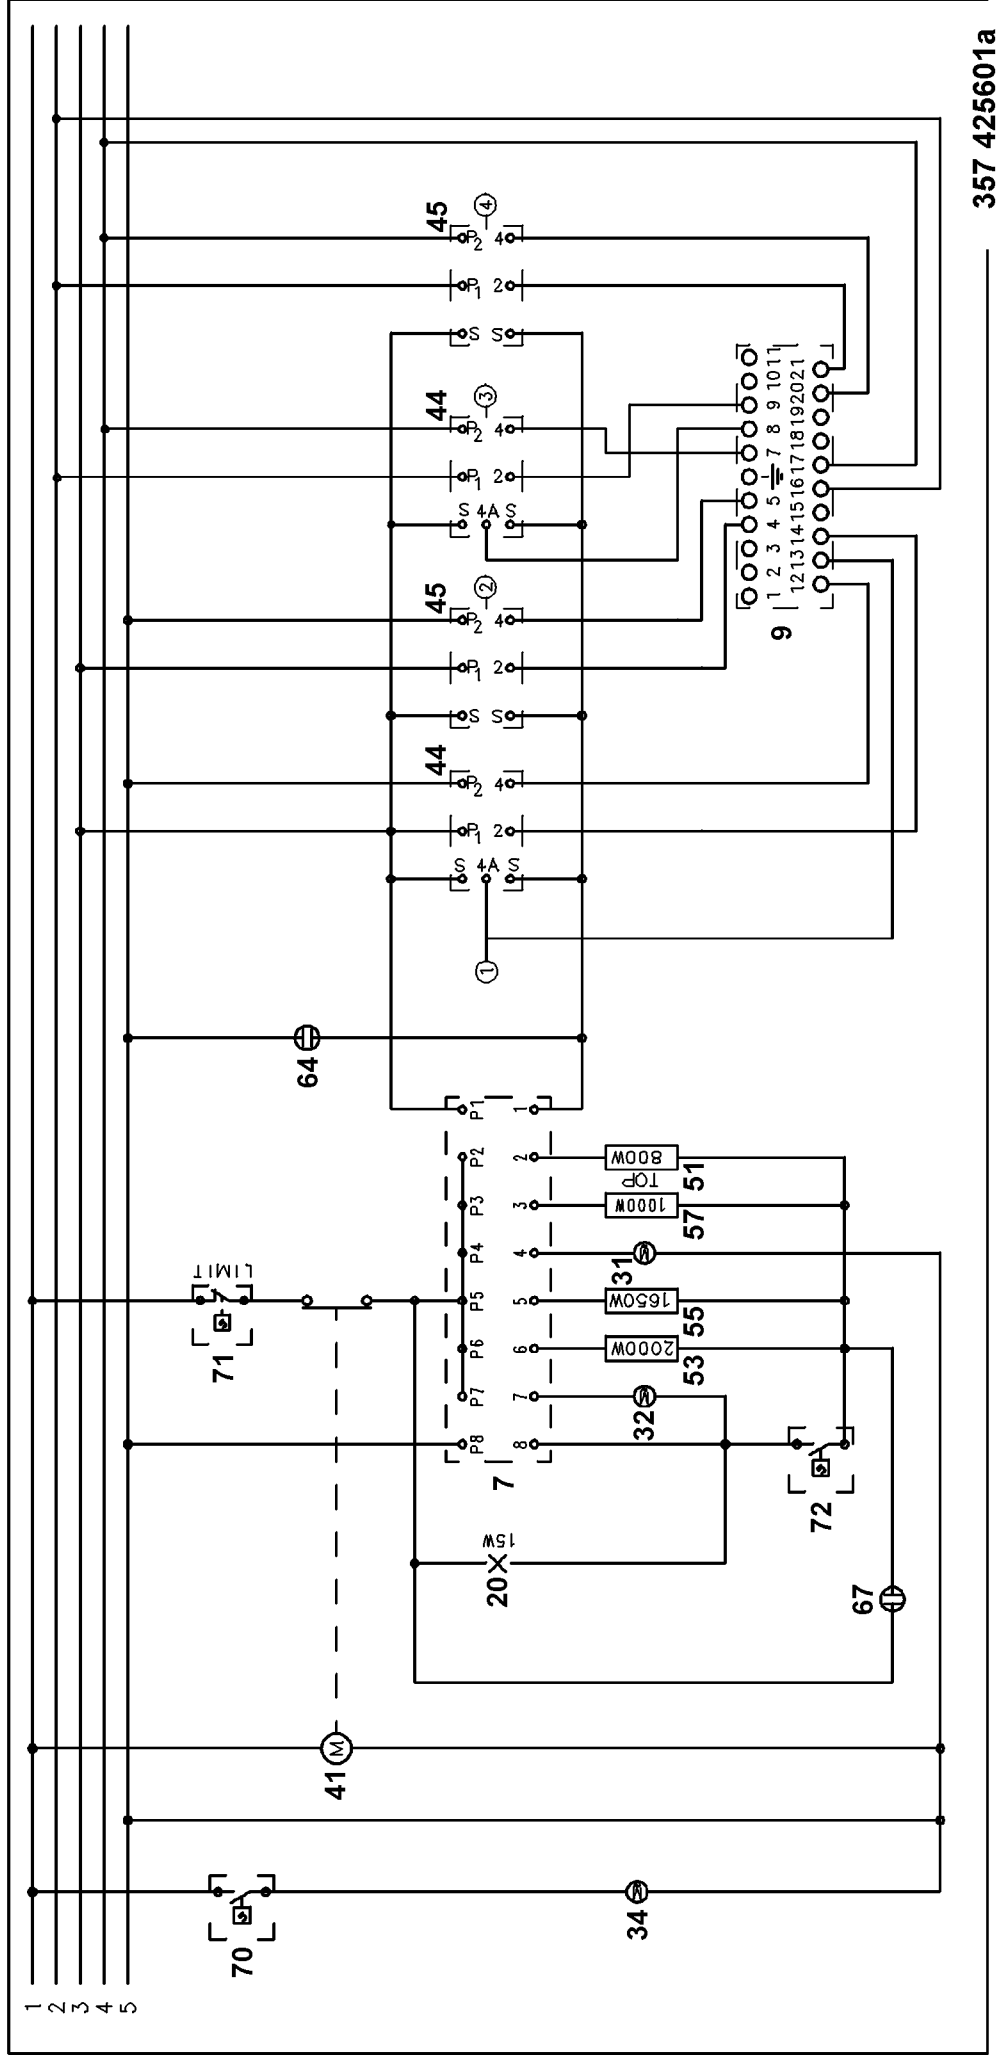 1
2
3
4
5
70
71
LIMIT
64
41
M
44
45
44
45
S P1 P2 S P1 P2 S P1 P2 S P1 P2
1 4A 2 4A 3 4
S 2 4 S 2 4 S 2 4 S 2 4
P8 P7 P6 P5 P4 P3 P2 P1
8 7 6 5 4 3 2 1
7
20
15W
34
M
32
M
2000W
53
1650W
55
31
M
1000W
57
TOP
800W
51
9
1 2 3 4 5 7 8 9 10 11
12 13 14 15 16 17 18 19 20 21
72
67
357 425601a